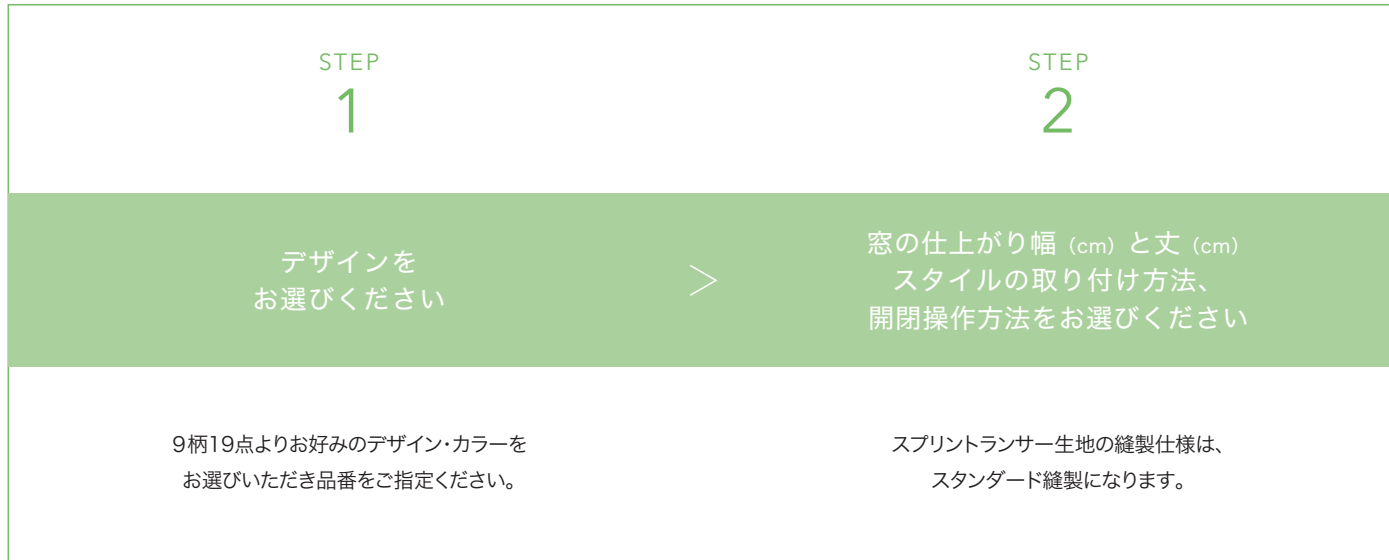 STEP
1
デザインを
お選びください
9柄19点よりお好みのデザイン・カラーを
お選びいただき品番をご指定ください。
>
STEP
2
窓の仕上がり幅（cm）と丈（cm）
スタイルの取り付け方法、
開閉操作方法をお選びください
スプリントランサー生地の縫製仕様は、
スタンダード縫製になります。